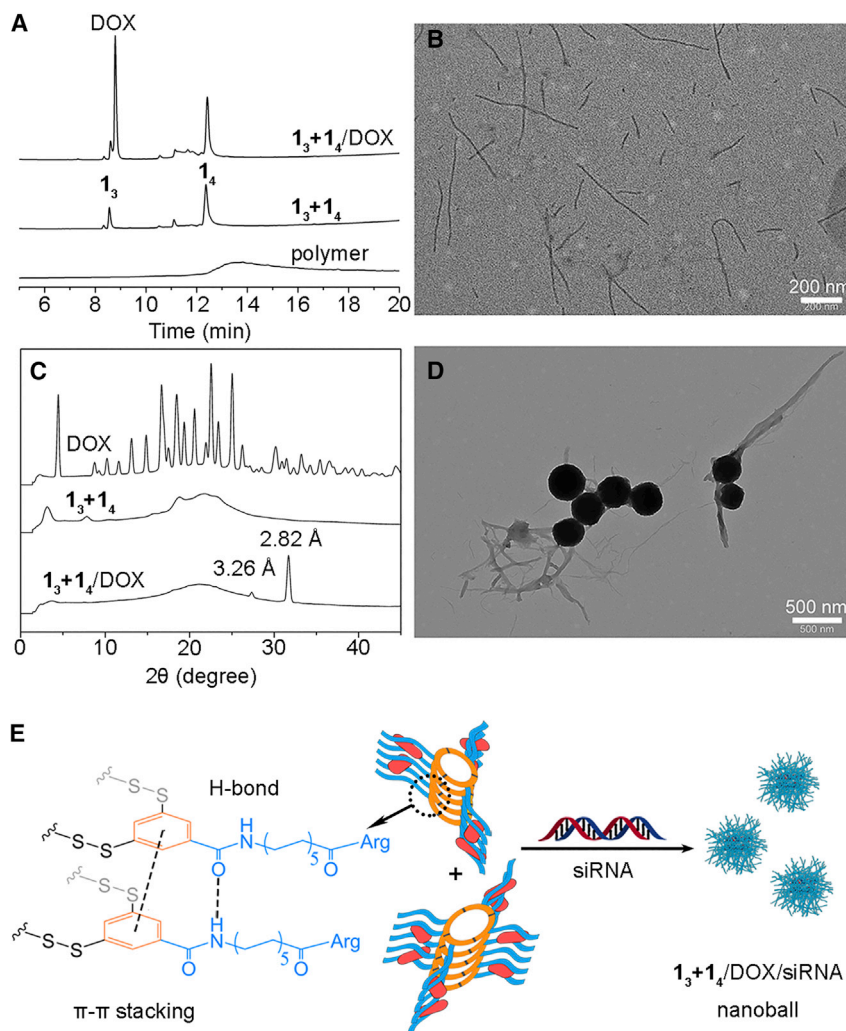 A
DOX
1₃+1₄/DOX
1₃
1₄
1₃+1₄
polymer
6 8 10 12 14 16 18 20
Time (min)
B
200 nm
200 nm
C
DOX
1₃+1₄
2.82 Å
3.26 Å
1₃+1₄/DOX
0 10 20 30 40
2θ (degree)
D
500 nm
500 nm
E
S
S
H-bond
S S
H
N
5
Arg
O
O
S
S
H
S S
N
5
Arg
O
O
π-π stacking
+
siRNA
1₃+1₄/DOX/siRNA
nanoball